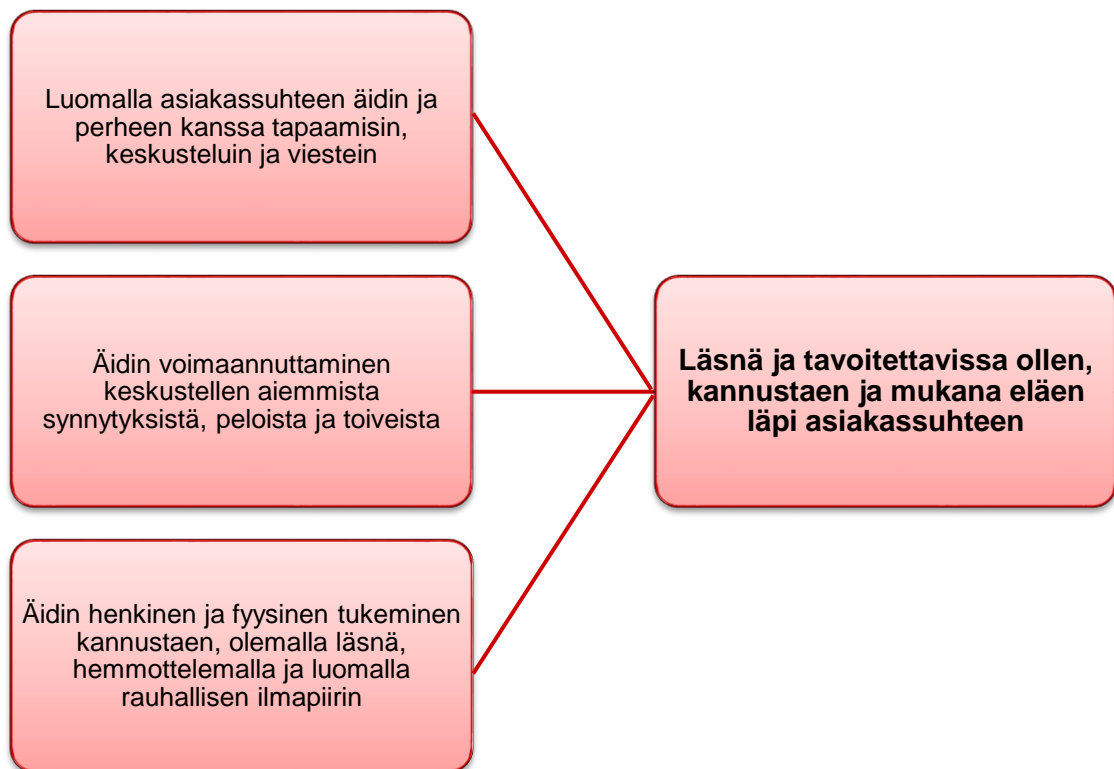 Luomalla asiakassuhteen äidin ja
perheen kanssa tapaamisin,
keskusteluin ja viestein
Äidin voimaannuttaminen
keskustellen aiemmista
synnytyksistä, peloista ja toiveista
Äidin henkinen ja fyysinen tukeminen
kannustaen, olemalla läsnä,
hemmottelemalla ja luomalla
rauhallisen ilmapiirin
Läsnä ja tavoitettavissa ollen,
kannustaen ja mukana eläen
läpi asiakassuhteen